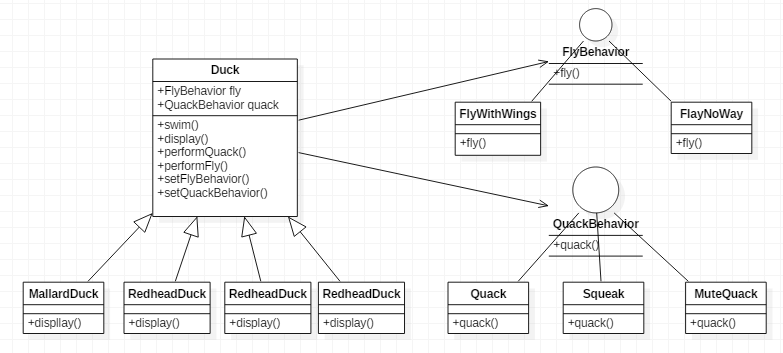 Duck
+FlyBehavior fly
+QuackBehavior quack
+swim()
+display()
+performQuack()
+performFly()
+setFlyBehavior()
+setQuackBehavior()
FlyBehavior
+fly()
FlyWithWings
+fly()
FlayNoWay
+fly()
QuackBehavior
+quack()
MallardDuck
+displlay()
RedheadDuck
+display()
RedheadDuck
+display()
RedheadDuck
+display()
Quack
+quack()
Squeak
+quack()
MuteQuack
+quack()